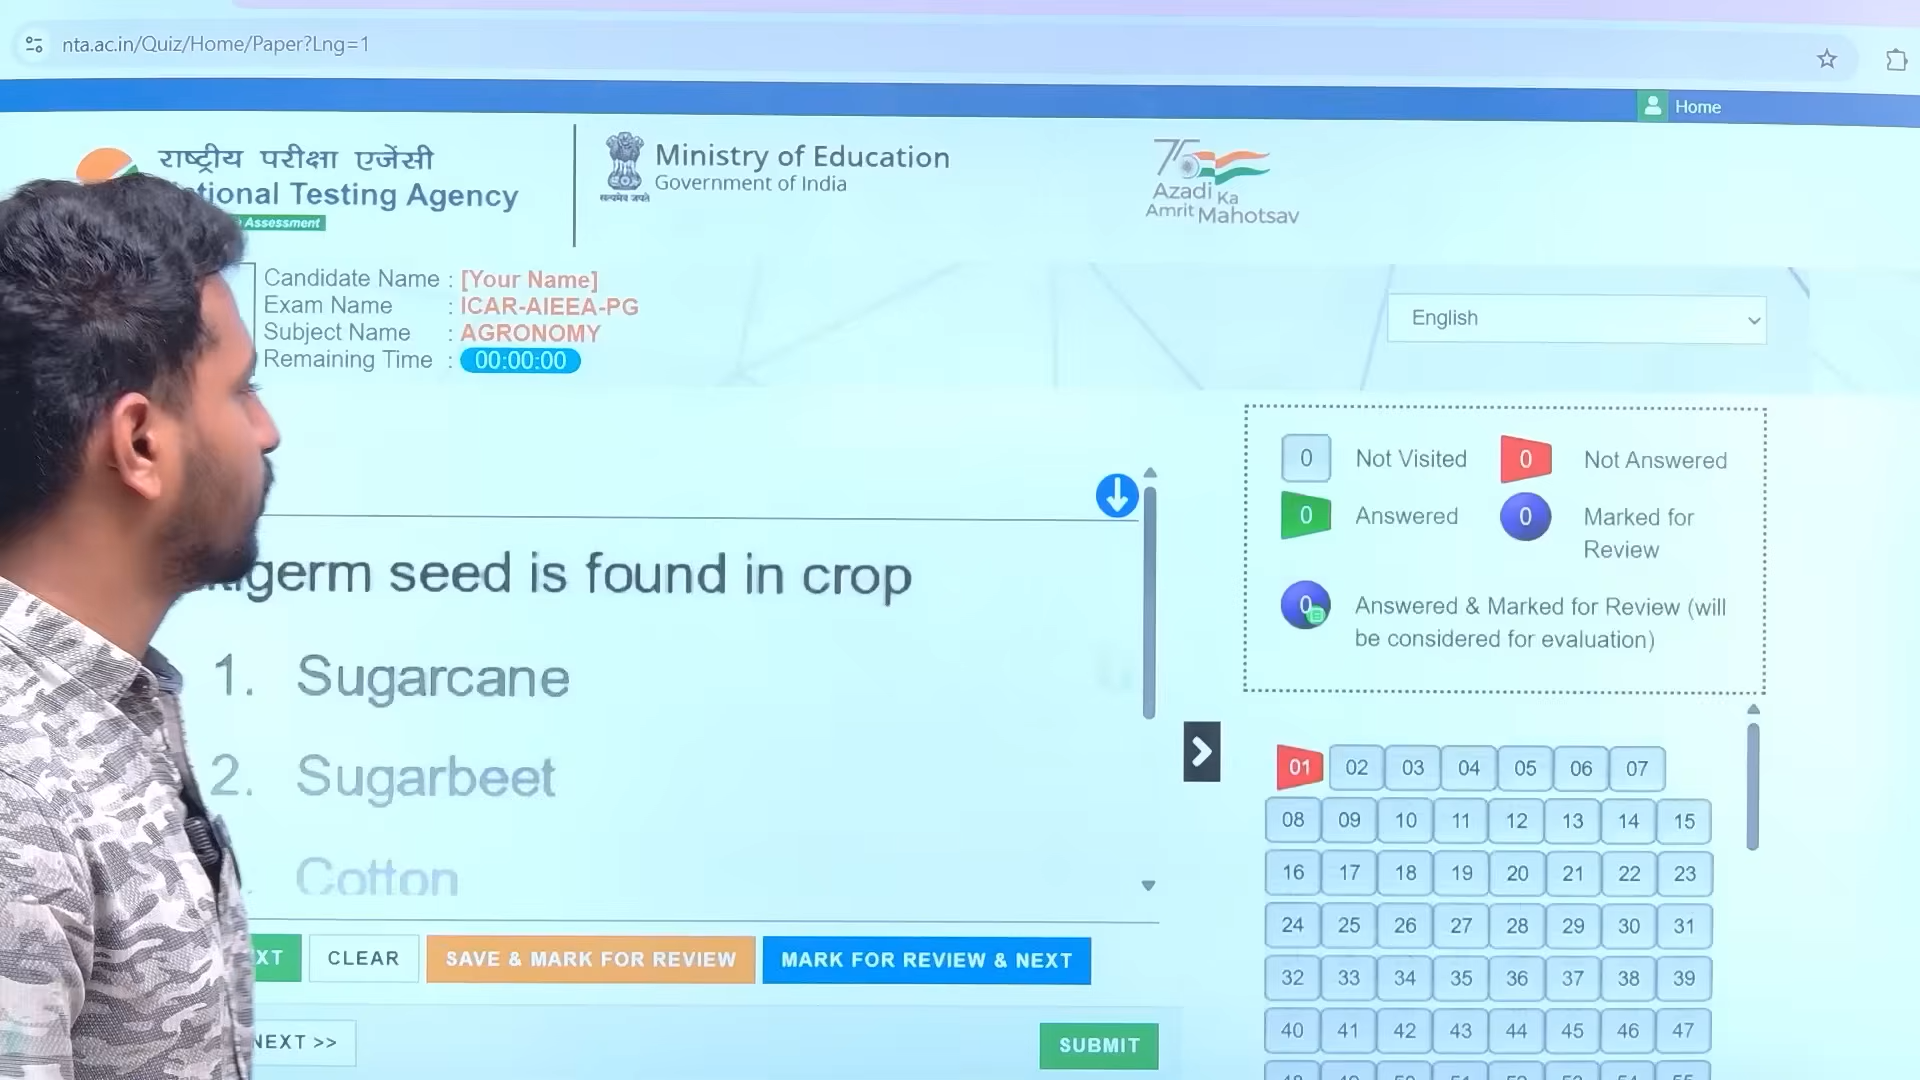 nta.ac.in/Quiz/Home/Paper?Lng=1
Home
राष्ट्रीय परीक्षा एजेंसी
National Testing Agency
Assessment
Ministry of Education
Government of India
सत्यमेव जयते
75
Azadi Ka
Amrit Mahotsav
Candidate Name : [Your Name]
Exam Name : ICAR-AIEEA-PG
Subject Name : AGRONOMY
Remaining Time : 00:00:00
English
0 Not Visited 0 Not Answered
0 Answered 0 Marked for
Review
0 Answered & Marked for Review (will
be considered for evaluation)
germ seed is found in crop
1. Sugarcane
2. Sugarbeet
Cotton
XT CLEAR SAVE & MARK FOR REVIEW MARK FOR REVIEW & NEXT
NEXT >> SUBMIT
01 02 03 04 05 06 07
08 09 10 11 12 13 14 15
16 17 18 19 20 21 22 23
24 25 26 27 28 29 30 31
32 33 34 35 36 37 38 39
40 41 42 43 44 45 46 47